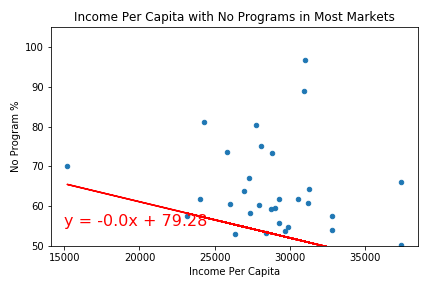 Income Per Capita with No Programs in Most Markets
100
90
80
70
60
50
No Program %
y = -0.0x + 79.28
15000 20000 25000 30000 35000
Income Per Capita